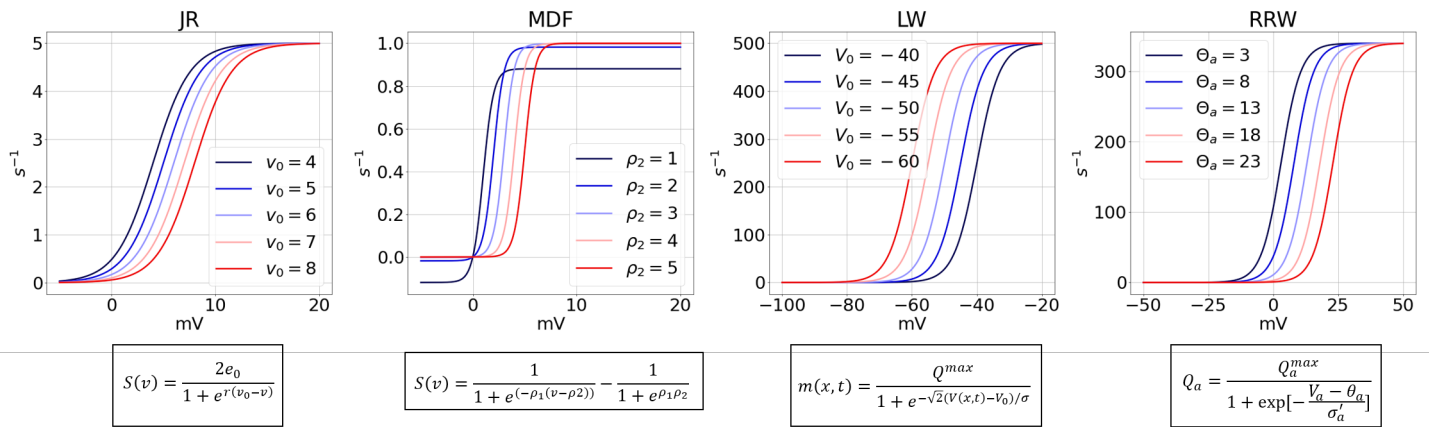 JR
s⁻¹
5
4
3
2
1
0
v₀ = 4
v₀ = 5
v₀ = 6
v₀ = 7
v₀ = 8
0 10 20
mV
S(v) = 2e₀ / (1 + e^{r(v₀−v)})
MDF
s⁻¹
1.0
0.8
0.6
0.4
0.2
0.0
ρ₂ = 1
ρ₂ = 2
ρ₂ = 3
ρ₂ = 4
ρ₂ = 5
0 10 20
mV
S(v) = 1 / (1 + e^{(−ρ₁(v−ρ2))}) − 1 / (1 + e^{ρ₁ρ₂})
LW
s⁻¹
500
400
300
200
100
0
V₀ = −40
V₀ = −45
V₀ = −50
V₀ = −55
V₀ = −60
−100 −80 −60 −40 −20
mV
m(x,t) = Q^{max} / (1 + e^{−√2(V(x,t)−V₀)/σ})
RRW
s⁻¹
300
200
100
0
Θₐ = 3
Θₐ = 8
Θₐ = 13
Θₐ = 18
Θₐ = 23
−50 −25 0 25 50
mV
Qₐ = Qₐ^{max} / (1 + exp[−(Vₐ − θₐ)/σₐ′])